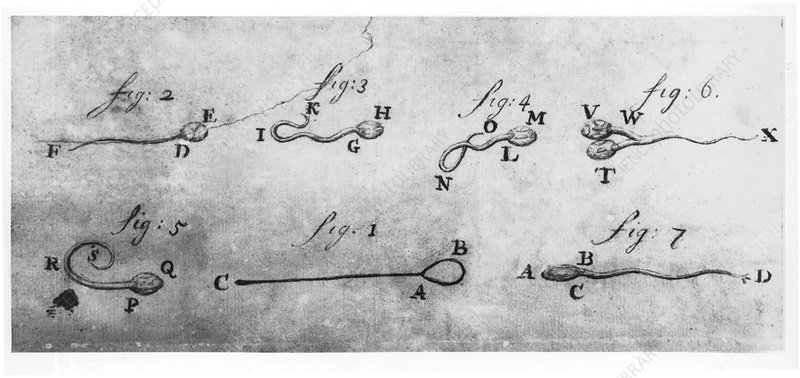 fig: 2
fig: 3
fig: 4
fig: 6.
F D E
I K G H
N O L M
V W T X
fig: 5
fig. 1
fig: 7
R S P Q
C A B
A B C D